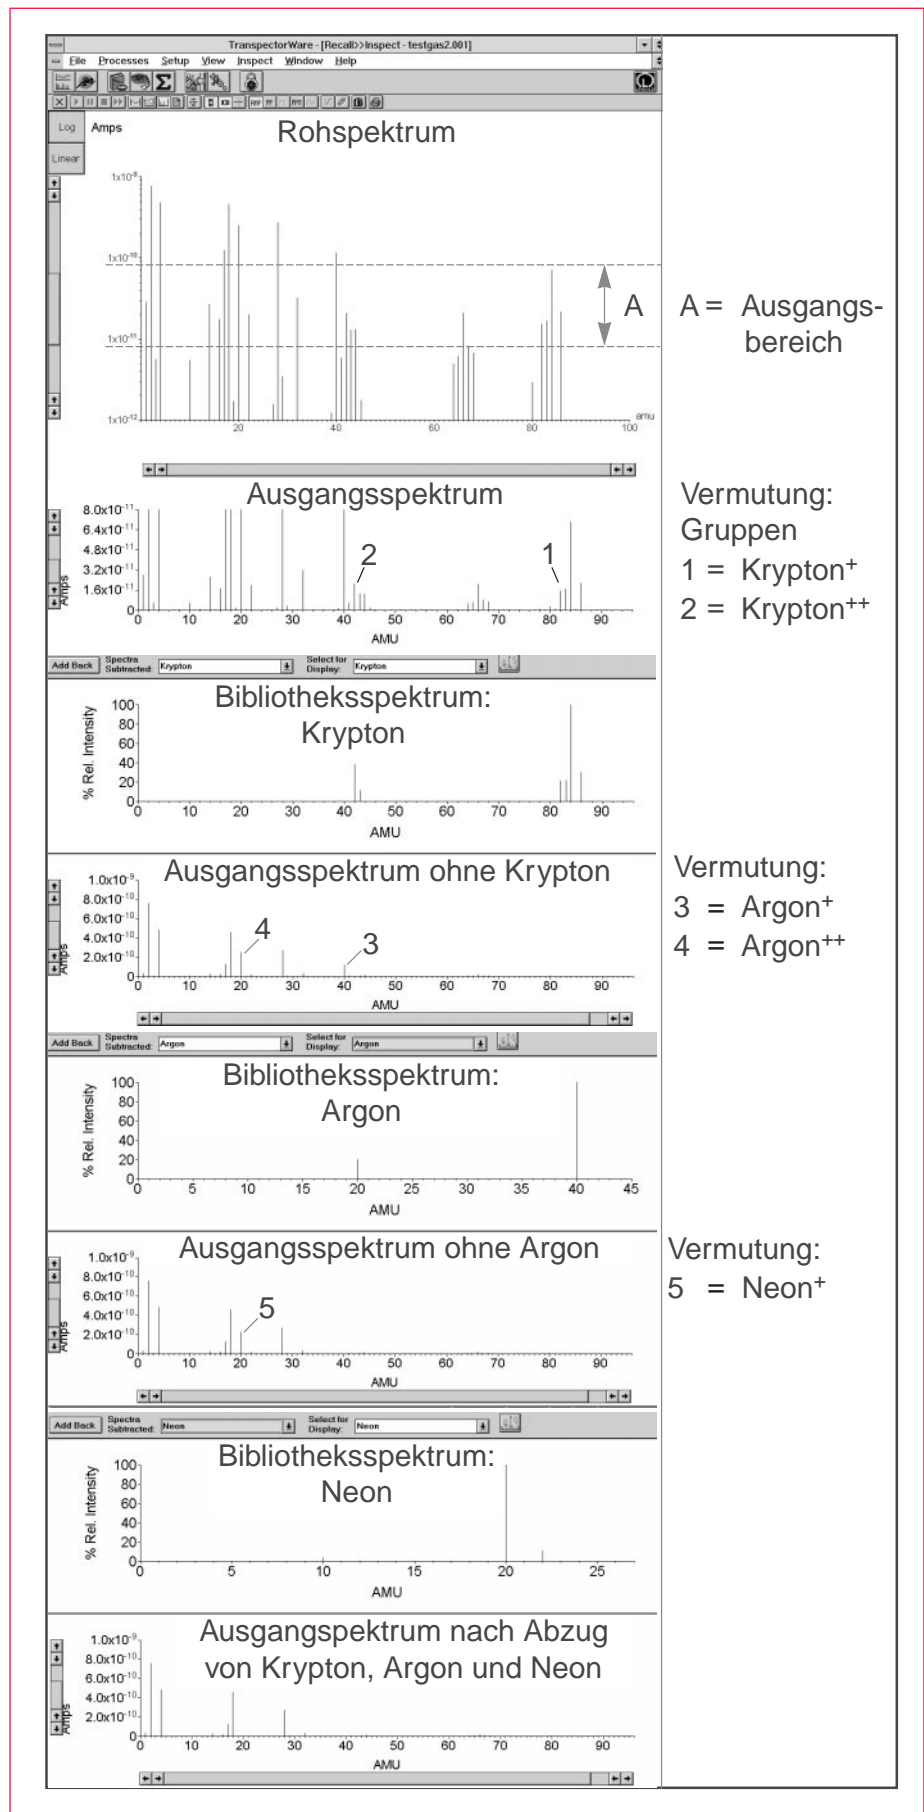 TranspectorWare - [Recall>>Inspect - testgas2.001]
File Processes Setup View Inspect Window Help
Log
Linear
Amps
Rohspektrum
1x10-9
1x10-10
1x10-11
1x10-12
20 40 60 80 100
amu
A
A = Ausgangs-
bereich
Ausgangsspektrum
8.0x10-11
6.4x10-11
4.8x10-11
3.2x10-11
1.6x10-11
0
Amps
2
1
0 10 20 30 40 50 60 70 80 90
AMU
Vermutung:
Gruppen
1 = Krypton+
2 = Krypton++
Add Back Spectra Subtracted: Krypton Select for Display: Krypton
Bibliotheksspektrum:
Krypton
% Rel. Intensity
100
80
60
40
20
0
0 10 20 30 40 50 60 70 80 90
AMU
Ausgangsspektrum ohne Krypton
1.0x10-9
8.0x10-10
6.0x10-10
4.0x10-10
2.0x10-10
0
Amps
4
3
0 10 20 30 40 50 60 70 80 90
AMU
Vermutung:
3 = Argon+
4 = Argon++
Add Back Spectra Subtracted: Argon Select for Display: Argon
Bibliotheksspektrum:
Argon
% Rel. Intensity
100
80
60
40
20
0
0 5 10 15 20 25 30 35 40 45
AMU
Ausgangsspektrum ohne Argon
1.0x10-9
8.0x10-10
6.0x10-10
4.0x10-10
2.0x10-10
0
Amps
5
0 10 20 30 40 50 60 70 80 90
AMU
Vermutung:
5 = Neon+
Add Back Spectra Subtracted: Neon Select for Display: Neon
Bibliotheksspektrum:
Neon
% Rel. Intensity
100
80
60
40
20
0
0 5 10 15 20 25
AMU
Ausgangspektrum nach Abzug
von Krypton, Argon und Neon
1.0x10-9
8.0x10-10
6.0x10-10
4.0x10-10
2.0x10-10
0
Amps
0 10 20 30 40 50 60 70 80 90
AMU